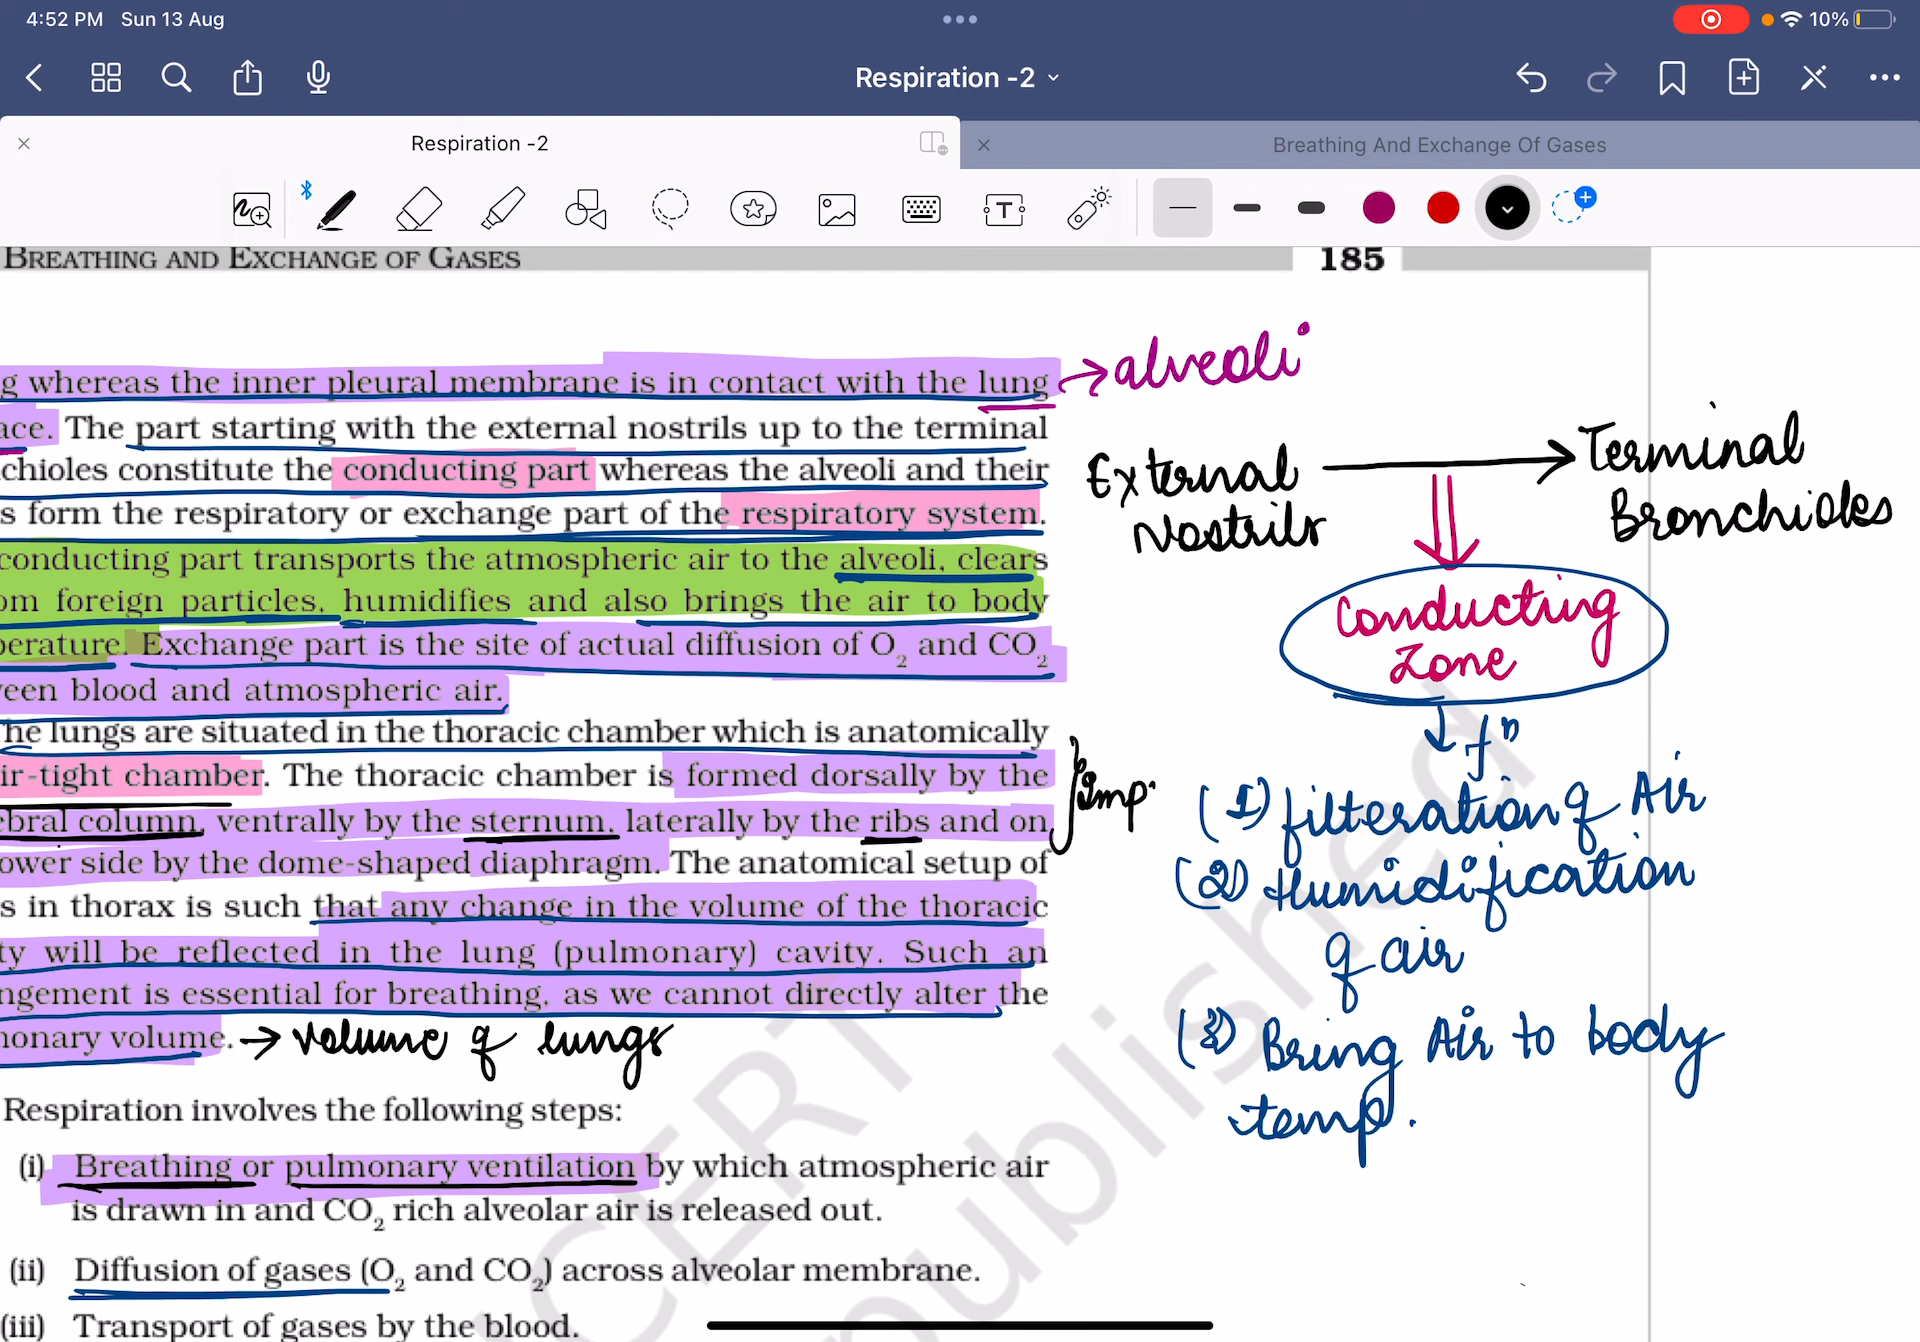 4:52 PM Sun 13 Aug
10%
Respiration -2
Respiration -2
Breathing And Exchange Of Gases
BREATHING AND EXCHANGE OF GASES 185
g whereas the inner pleural membrane is in contact with the lung → alveoli
ace. The part starting with the external nostrils up to the terminal
chioles constitute the conducting part whereas the alveoli and their
s form the respiratory or exchange part of the respiratory system.
conducting part transports the atmospheric air to the alveoli, clears
om foreign particles, humidifies and also brings the air to body
perature. Exchange part is the site of actual diffusion of O₂ and CO₂
veen blood and atmospheric air.
he lungs are situated in the thoracic chamber which is anatomically
ir-tight chamber. The thoracic chamber is formed dorsally by the
ebral column, ventrally by the sternum, laterally by the ribs and on
ower side by the dome-shaped diaphragm. The anatomical setup of
s in thorax is such that any change in the volume of the thoracic
ty will be reflected in the lung (pulmonary) cavity. Such an
ngement is essential for breathing, as we cannot directly alter the
nonary volume. → volume of lungs
Respiration involves the following steps:
(i) Breathing or pulmonary ventilation by which atmospheric air
is drawn in and CO₂ rich alveolar air is released out.
(ii) Diffusion of gases (O₂ and CO₂) across alveolar membrane.
(iii) Transport of gases by the blood.
External → Terminal
Nostrils Bronchioles
Conducting
Zone
↓ fⁿ
Imp.
(1) filteration of Air
(2) Humidification
of air
(3) Bring Air to body
temp.
CERT
published